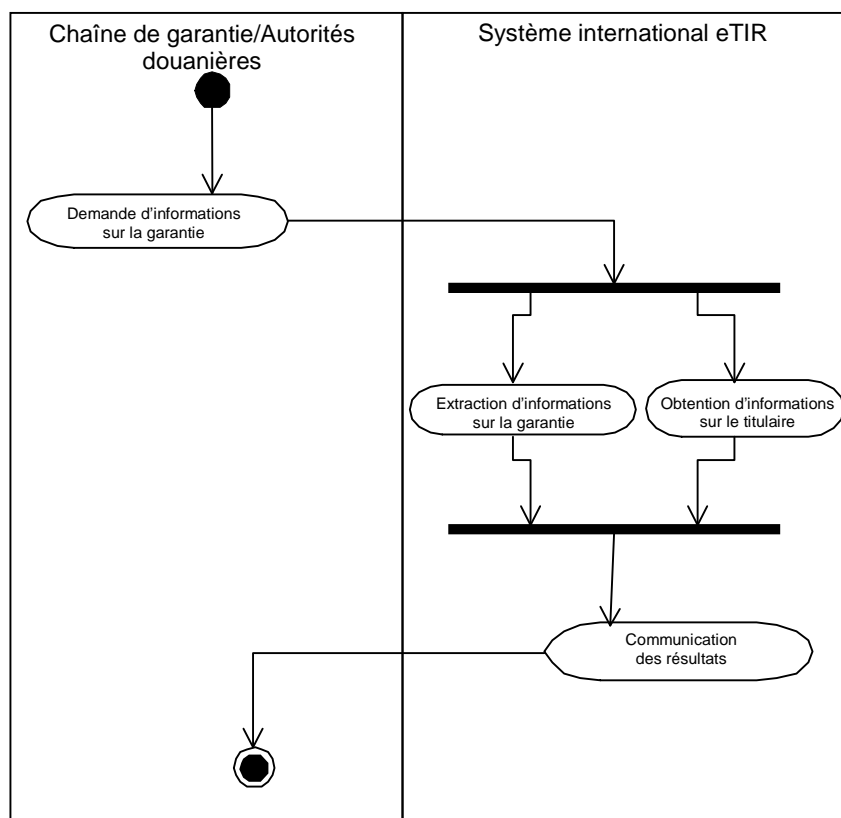 Chaîne de garantie/Autorités
douanières
Système international eTIR
Demande d'informations
sur la garantie
Extraction d'informations
sur la garantie
Obtention d'informations
sur le titulaire
Communication
des résultats